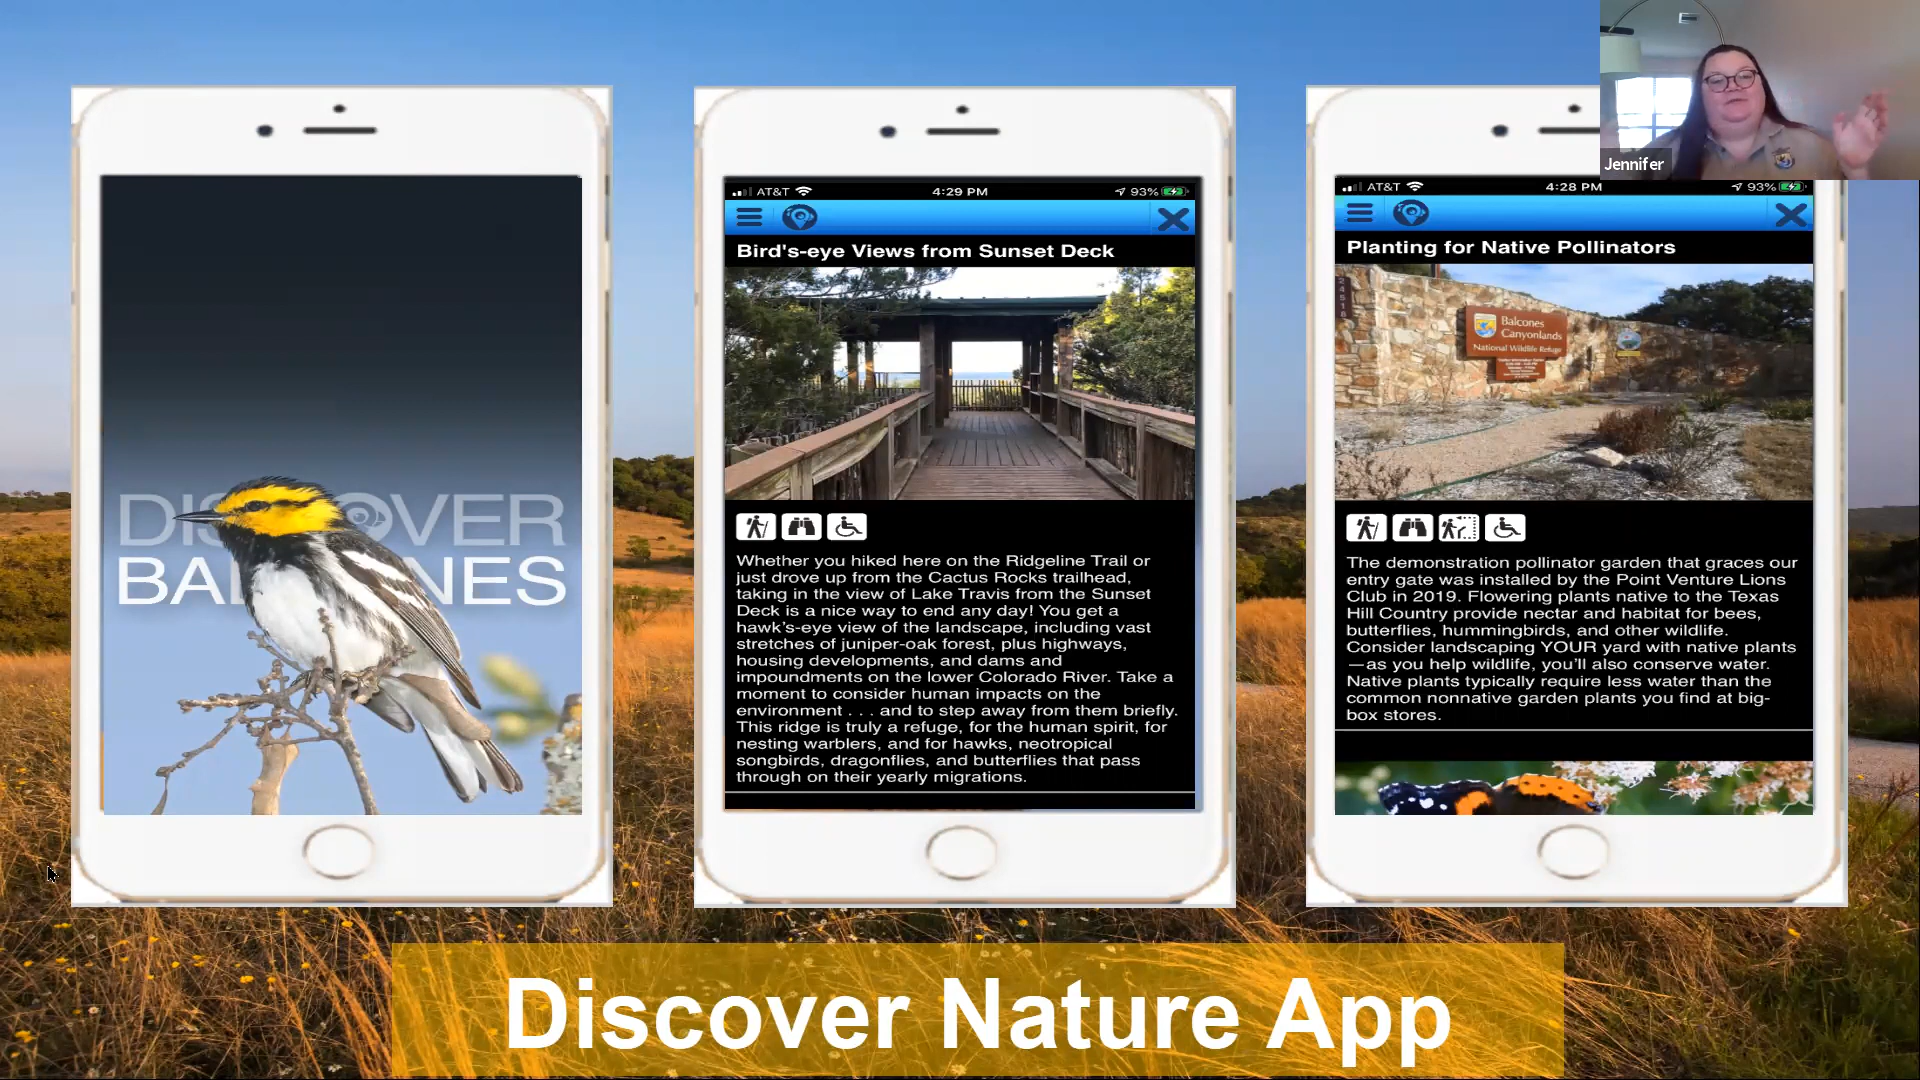 Jennifer
DISCOVER
BALCONES
AT&T 4:29 PM 93%
Bird's-eye Views from Sunset Deck
Whether you hiked here on the Ridgeline Trail or
just drove up from the Cactus Rocks trailhead,
taking in the view of Lake Travis from the Sunset
Deck is a nice way to end any day! You get a
hawk's-eye view of the landscape, including vast
stretches of juniper-oak forest, plus highways,
housing developments, and dams and
impoundments on the lower Colorado River. Take a
moment to consider human impacts on the
environment . . . and to step away from them briefly.
This ridge is truly a refuge, for the human spirit, for
nesting warblers, and for hawks, neotropical
songbirds, dragonflies, and butterflies that pass
through on their yearly migrations.
AT&T 4:28 PM 93%
Planting for Native Pollinators
24518
Balcones
Canyonlands
National Wildlife Refuge
The demonstration pollinator garden that graces our
entry gate was installed by the Point Venture Lions
Club in 2019. Flowering plants native to the Texas
Hill Country provide nectar and habitat for bees,
butterflies, hummingbirds, and other wildlife.
Consider landscaping YOUR yard with native plants
—as you help wildlife, you'll also conserve water.
Native plants typically require less water than the
common nonnative garden plants you find at big-
box stores.
Discover Nature App